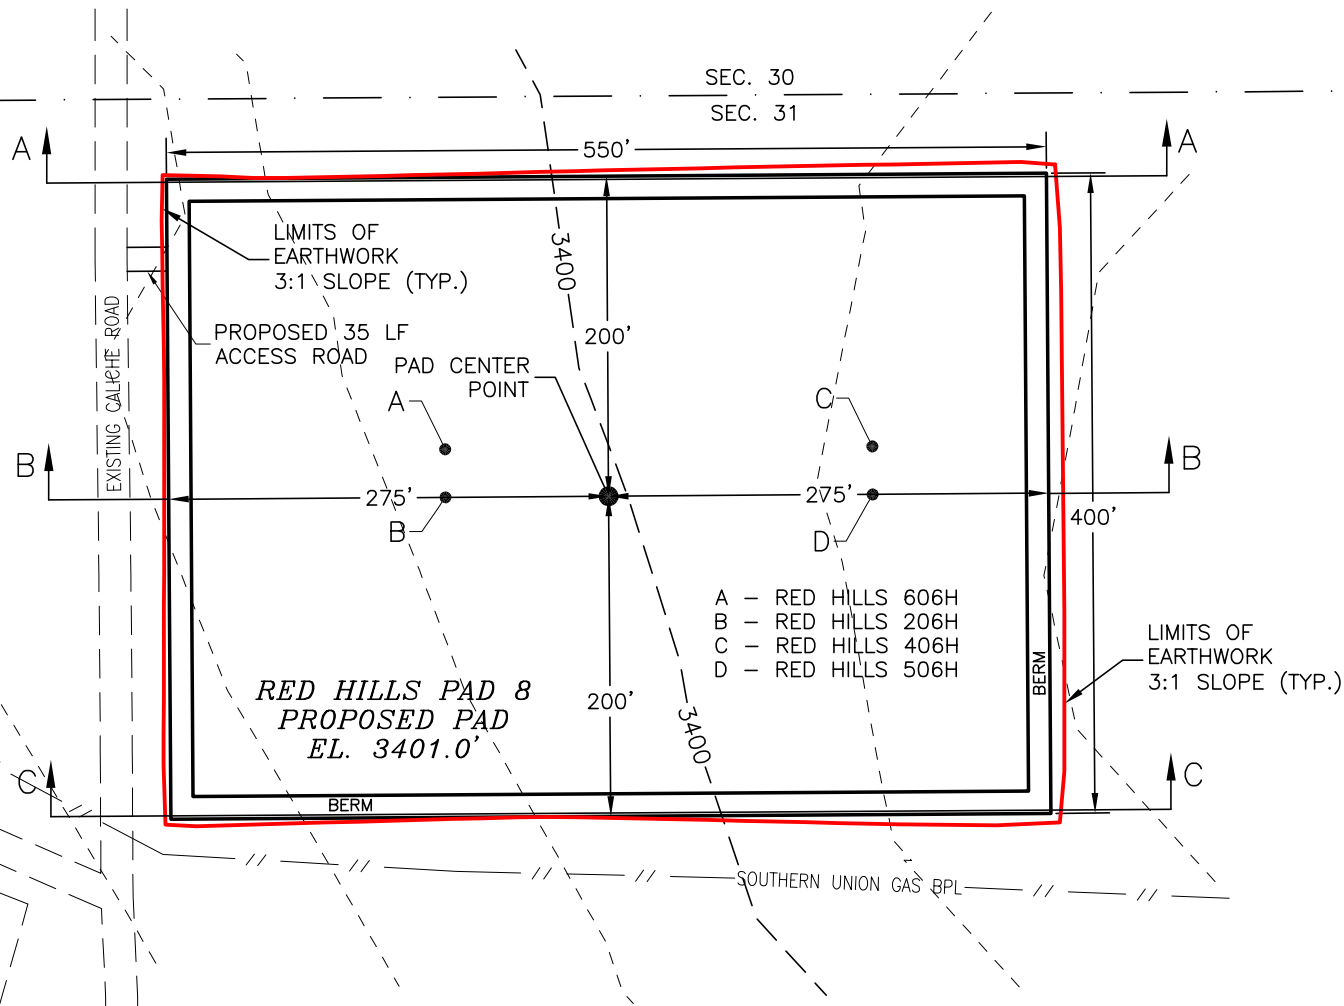 SEC. 30
SEC. 31
A
A
550'
LIMITS OF
EARTHWORK
3:1 SLOPE (TYP.)
3400
200'
PROPOSED 35 LF
ACCESS ROAD
EXISTING CALICHE ROAD
PAD CENTER
POINT
A
C
B
B
275'
275'
400'
B
D
A – RED HILLS 606H
B – RED HILLS 206H
C – RED HILLS 406H
D – RED HILLS 506H
LIMITS OF
EARTHWORK
3:1 SLOPE (TYP.)
BERM
RED HILLS PAD 8
PROPOSED PAD
EL. 3401.0'
200'
3400
C
C
BERM
SOUTHERN UNION GAS BPL